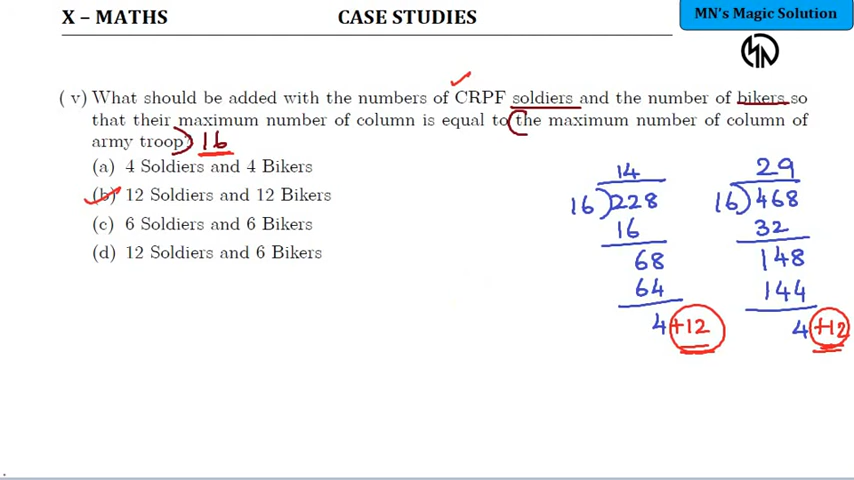 X – MATHS
CASE STUDIES
MN's Magic Solution
MN
( v) What should be added with the numbers of CRPF soldiers and the number of bikers so
that their maximum number of column is equal to the maximum number of column of
army troop? 16
(a) 4 Soldiers and 4 Bikers
(b) 12 Soldiers and 12 Bikers
(c) 6 Soldiers and 6 Bikers
(d) 12 Soldiers and 6 Bikers
14
16)228
16
68
64
4+12
29
16)468
32
148
144
4+12